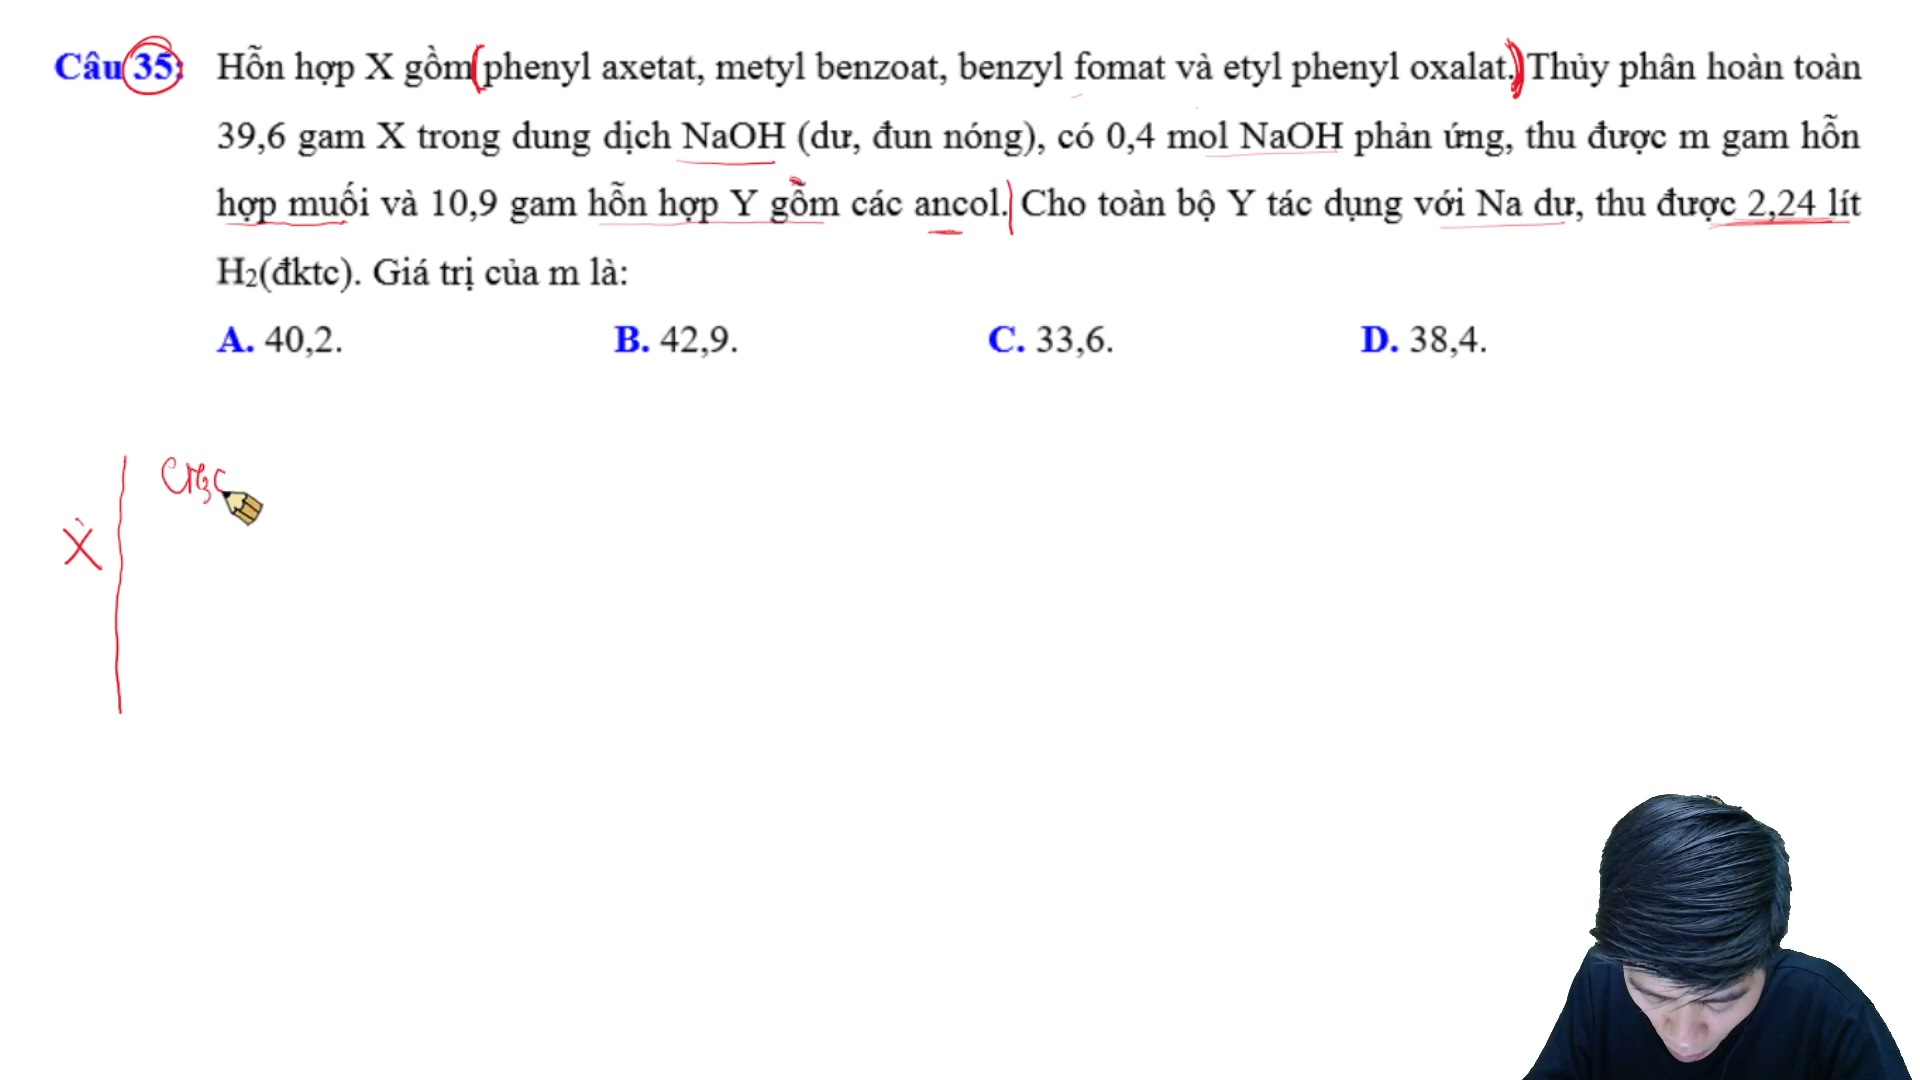 Câu 35: Hỗn hợp X gồm phenyl axetat, metyl benzoat, benzyl fomat và etyl phenyl oxalat. Thủy phân hoàn toàn
39,6 gam X trong dung dịch NaOH (dư, đun nóng), có 0,4 mol NaOH phản ứng, thu được m gam hỗn
hợp muối và 10,9 gam hỗn hợp Y gồm các ancol. Cho toàn bộ Y tác dụng với Na dư, thu được 2,24 lít
H2(đktc). Giá trị của m là:
A. 40,2. B. 42,9. C. 33,6. D. 38,4.
CH3C
X